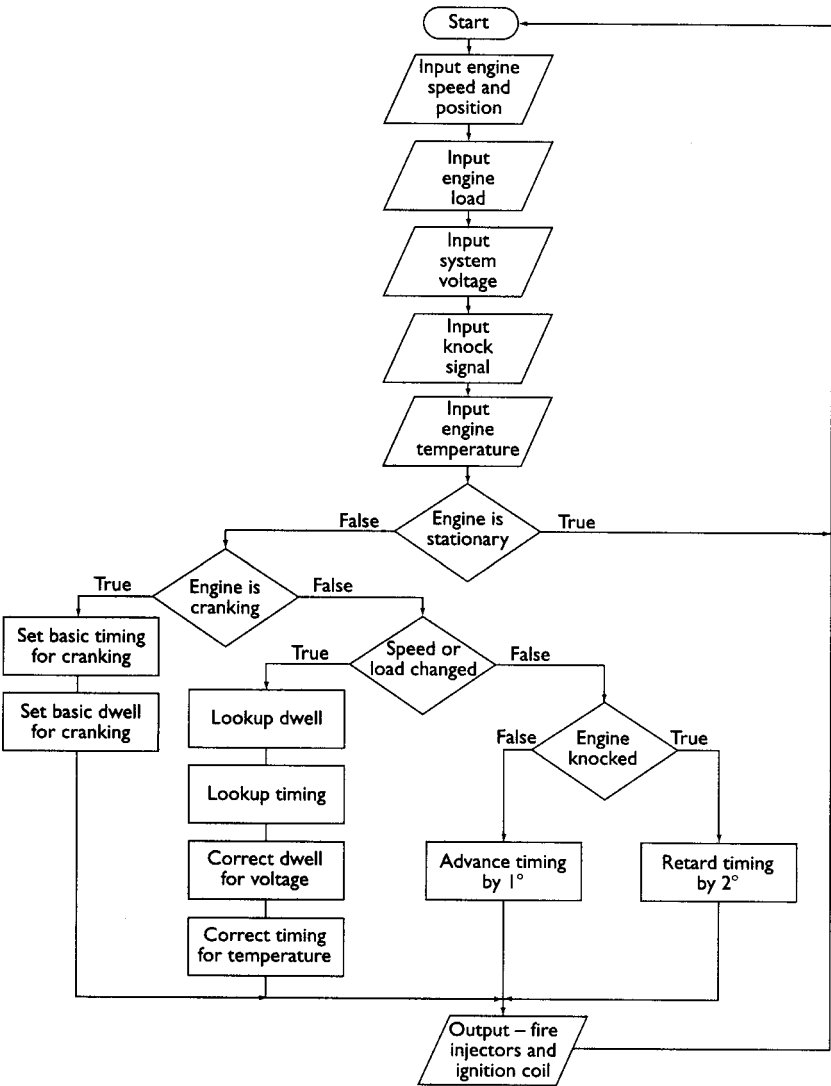 Start
Input engine
speed and
position
Input
engine
load
Input
system
voltage
Input
knock
signal
Input
engine
temperature
Engine is
stationary
False
True
Engine is
cranking
True
False
Set basic timing
for cranking
Set basic dwell
for cranking
Speed or
load changed
True
False
Lookup dwell
Lookup timing
Correct dwell
for voltage
Correct timing
for temperature
Engine
knocked
False
True
Advance timing
by 1°
Retard timing
by 2°
Output – fire
injectors and
ignition coil